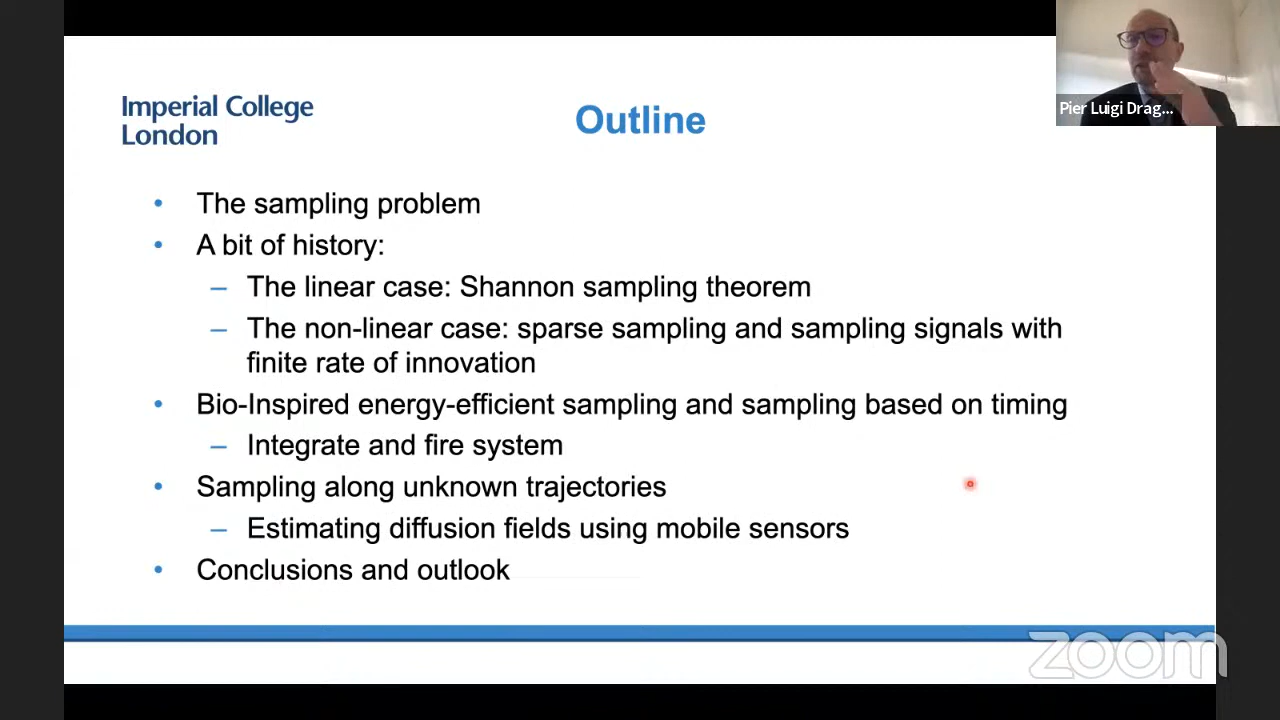 Imperial College
London
Outline
Pier Luigi Drag...
• The sampling problem
• A bit of history:
– The linear case: Shannon sampling theorem
– The non-linear case: sparse sampling and sampling signals with
finite rate of innovation
• Bio-Inspired energy-efficient sampling and sampling based on timing
– Integrate and fire system
• Sampling along unknown trajectories
– Estimating diffusion fields using mobile sensors
• Conclusions and outlook
zoom